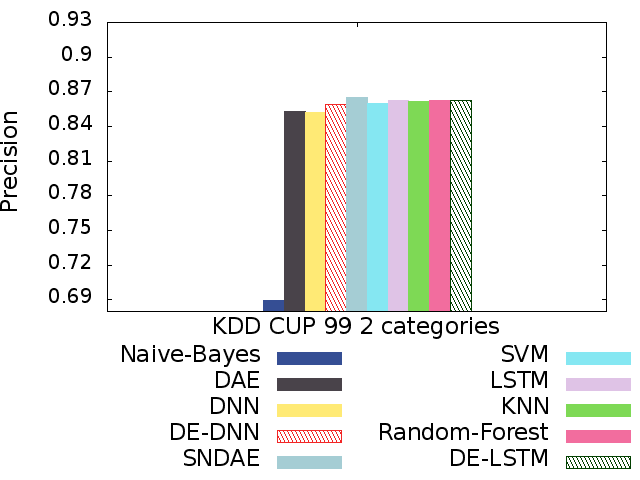 0.93
0.9
0.87
0.84
0.81
0.78
0.75
0.72
0.69
Precision
KDD CUP 99 2 categories
Naive-Bayes
DAE
DNN
DE-DNN
SNDAE
SVM
LSTM
KNN
Random-Forest
DE-LSTM